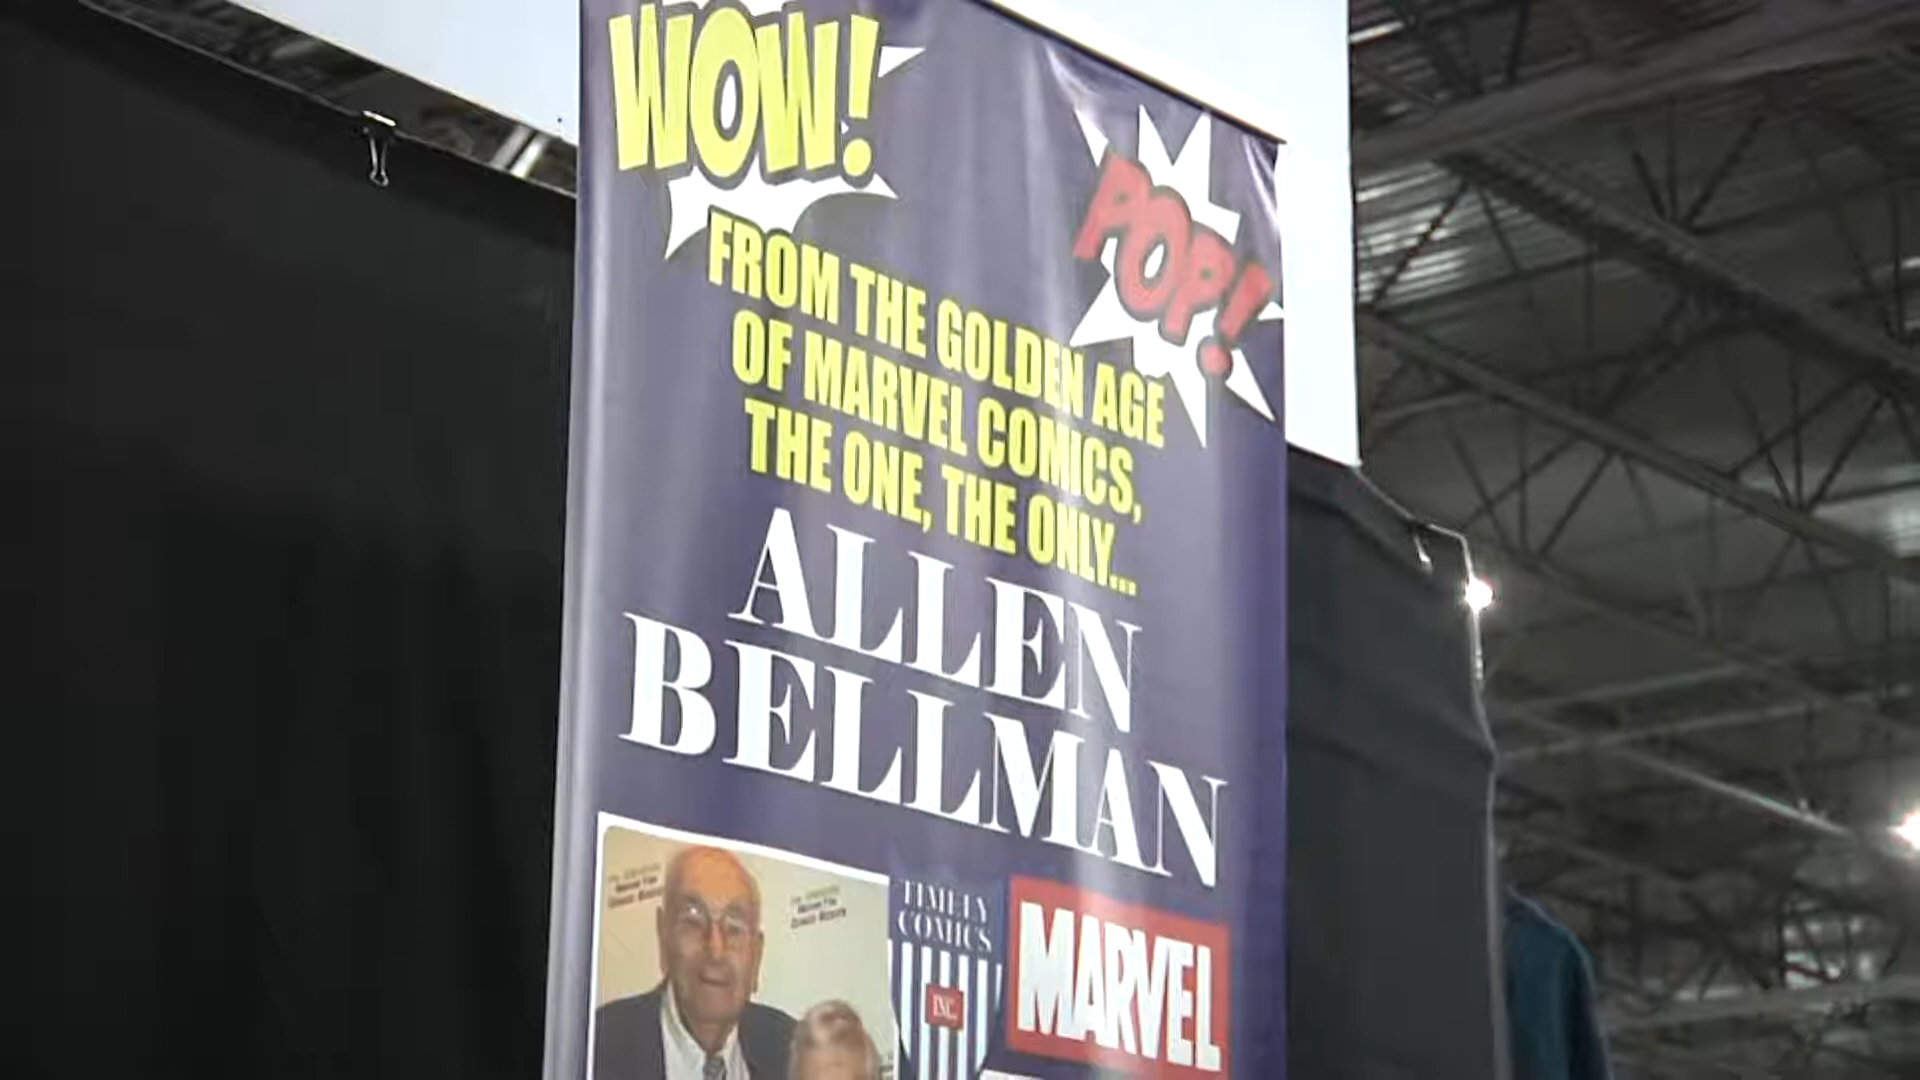 WOW!
POP!
FROM THE GOLDEN AGE
OF MARVEL COMICS,
THE ONE, THE ONLY...
ALLEN
BELLMAN
TIMELY
COMICS
INC.
MARVEL